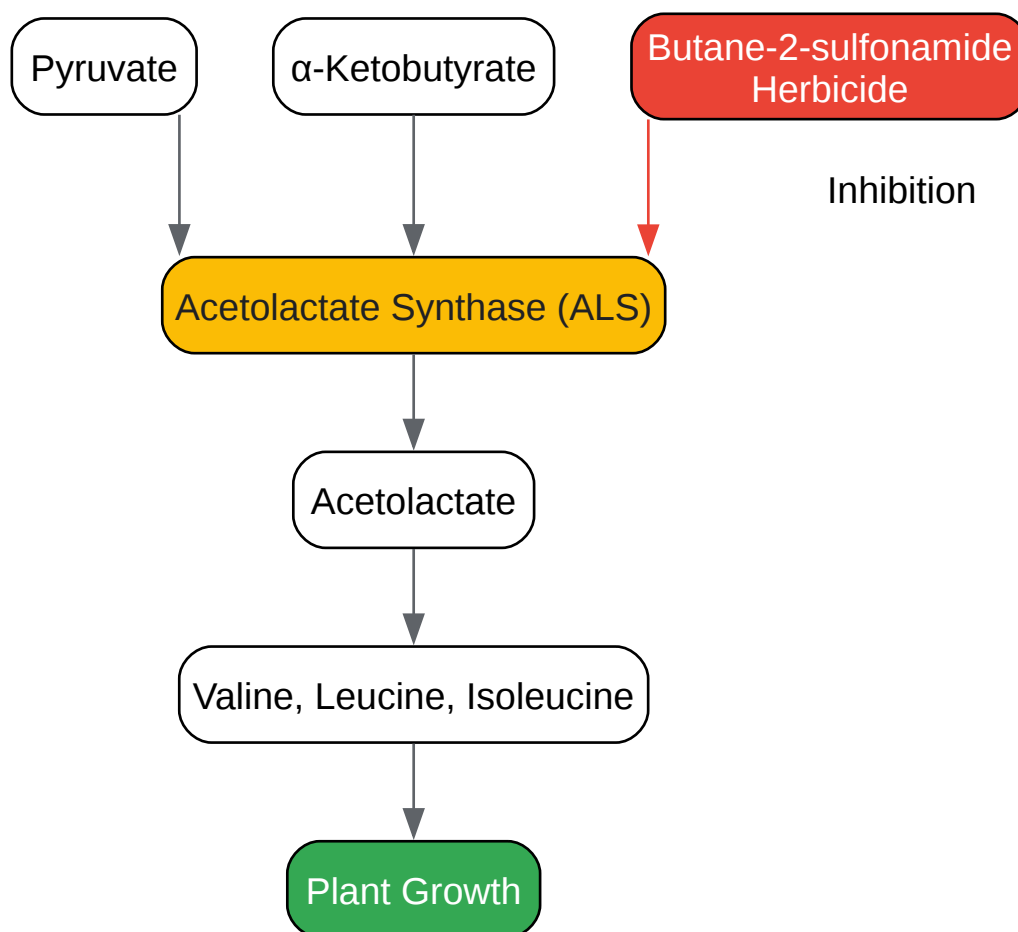 Pyruvate
α-Ketobutyrate
Butane-2-sulfonamide
Herbicide
Inhibition
Acetolactate Synthase (ALS)
Acetolactate
Valine, Leucine, Isoleucine
Plant Growth